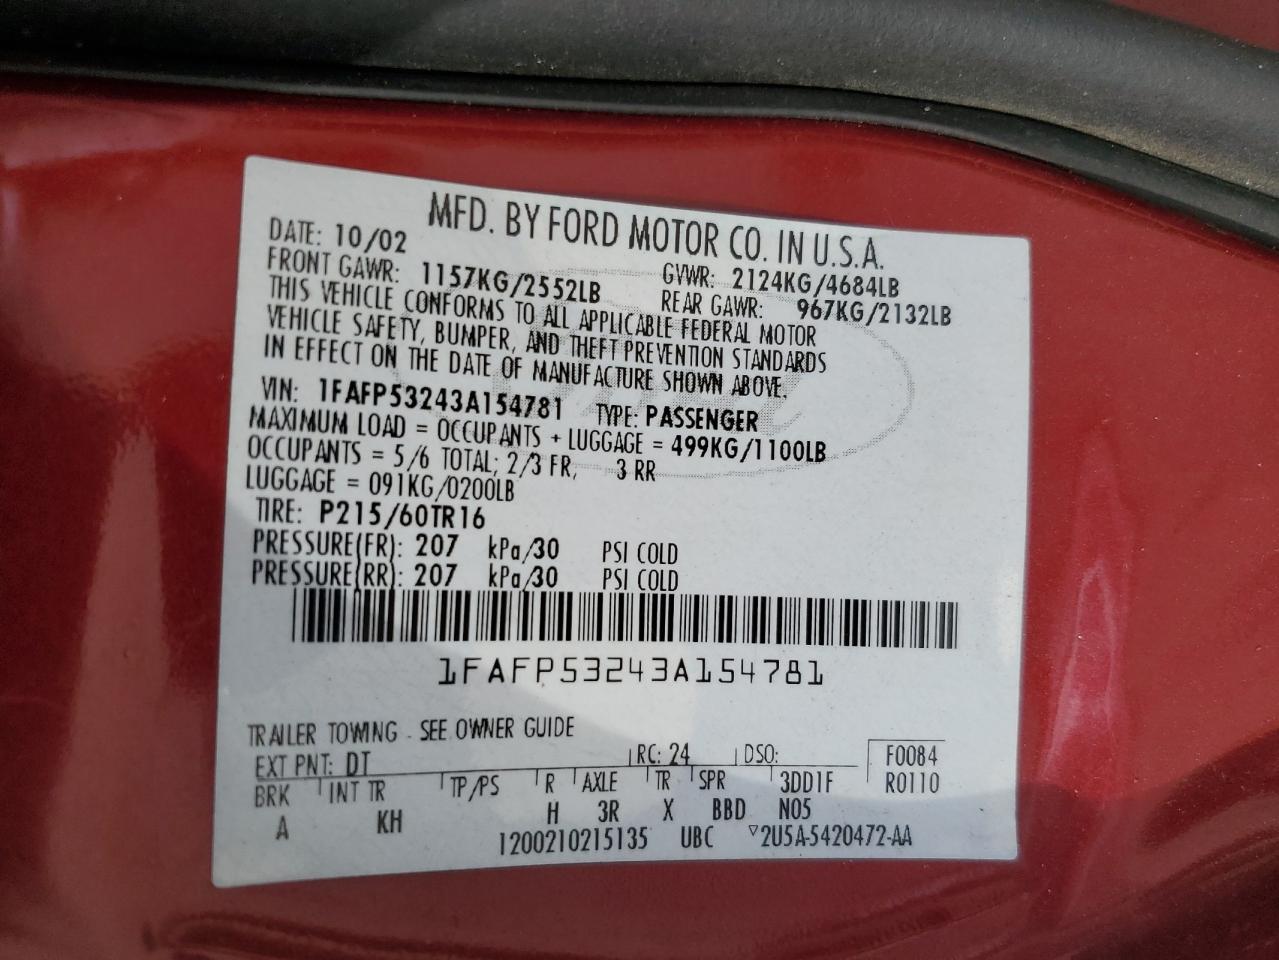 MFD. BY FORD MOTOR CO. IN U.S.A.
DATE: 10/02 GVWR: 2124KG/4684LB
FRONT GAWR: 1157KG/2552LB REAR GAWR: 967KG/2132LB
THIS VEHICLE CONFORMS TO ALL APPLICABLE FEDERAL MOTOR
VEHICLE SAFETY, BUMPER, AND THEFT PREVENTION STANDARDS
IN EFFECT ON THE DATE OF MANUFACTURE SHOWN ABOVE.
VIN: 1FAFP53243A154781 TYPE: PASSENGER
MAXIMUM LOAD = OCCUPANTS + LUGGAGE = 499KG/1100LB
OCCUPANTS = 5/6 TOTAL; 2/3 FR, 3 RR
LUGGAGE = 091KG/0200LB
TIRE: P215/60TR16
PRESSURE(FR): 207 kPa/30 PSI COLD
PRESSURE(RR): 207 kPa/30 PSI COLD
1FAFP53243A154781
TRAILER TOWING - SEE OWNER GUIDE
EXT PNT: DT RC: 24 DSO: F0084
BRK INT TR TP/PS R AXLE TR SPR 3DD1F R0110
A KH H 3R X BBD N05
1200210215135 UBC ▽2U5A-5420472-AA